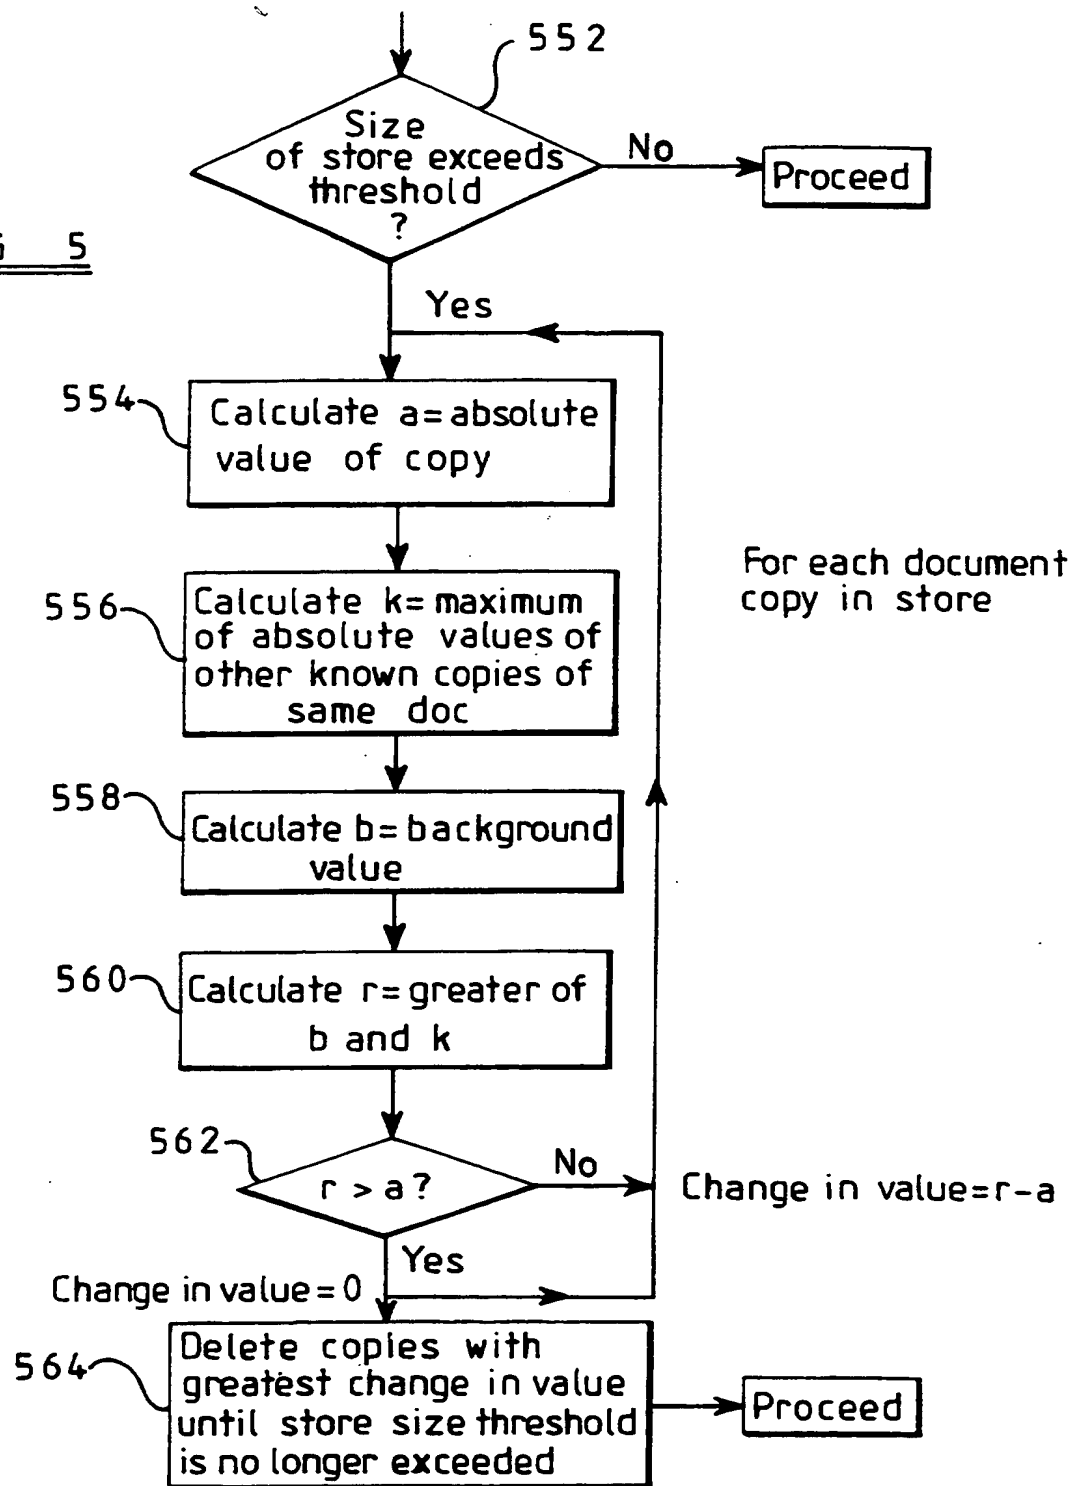 552
Size
of store exceeds
threshold
?
No
Proceed
5
Yes
554
Calculate a=absolute
value of copy
For each document
copy in store
556
Calculate k=maximum
of absolute values of
other known copies of
same doc
558
Calculate b=background
value
560
Calculate r=greater of
b and k
562
r > a?
No
Change in value=r-a
Yes
Change in value=0
564
Delete copies with
greatest change in value
until store size threshold
is no longer exceeded
Proceed